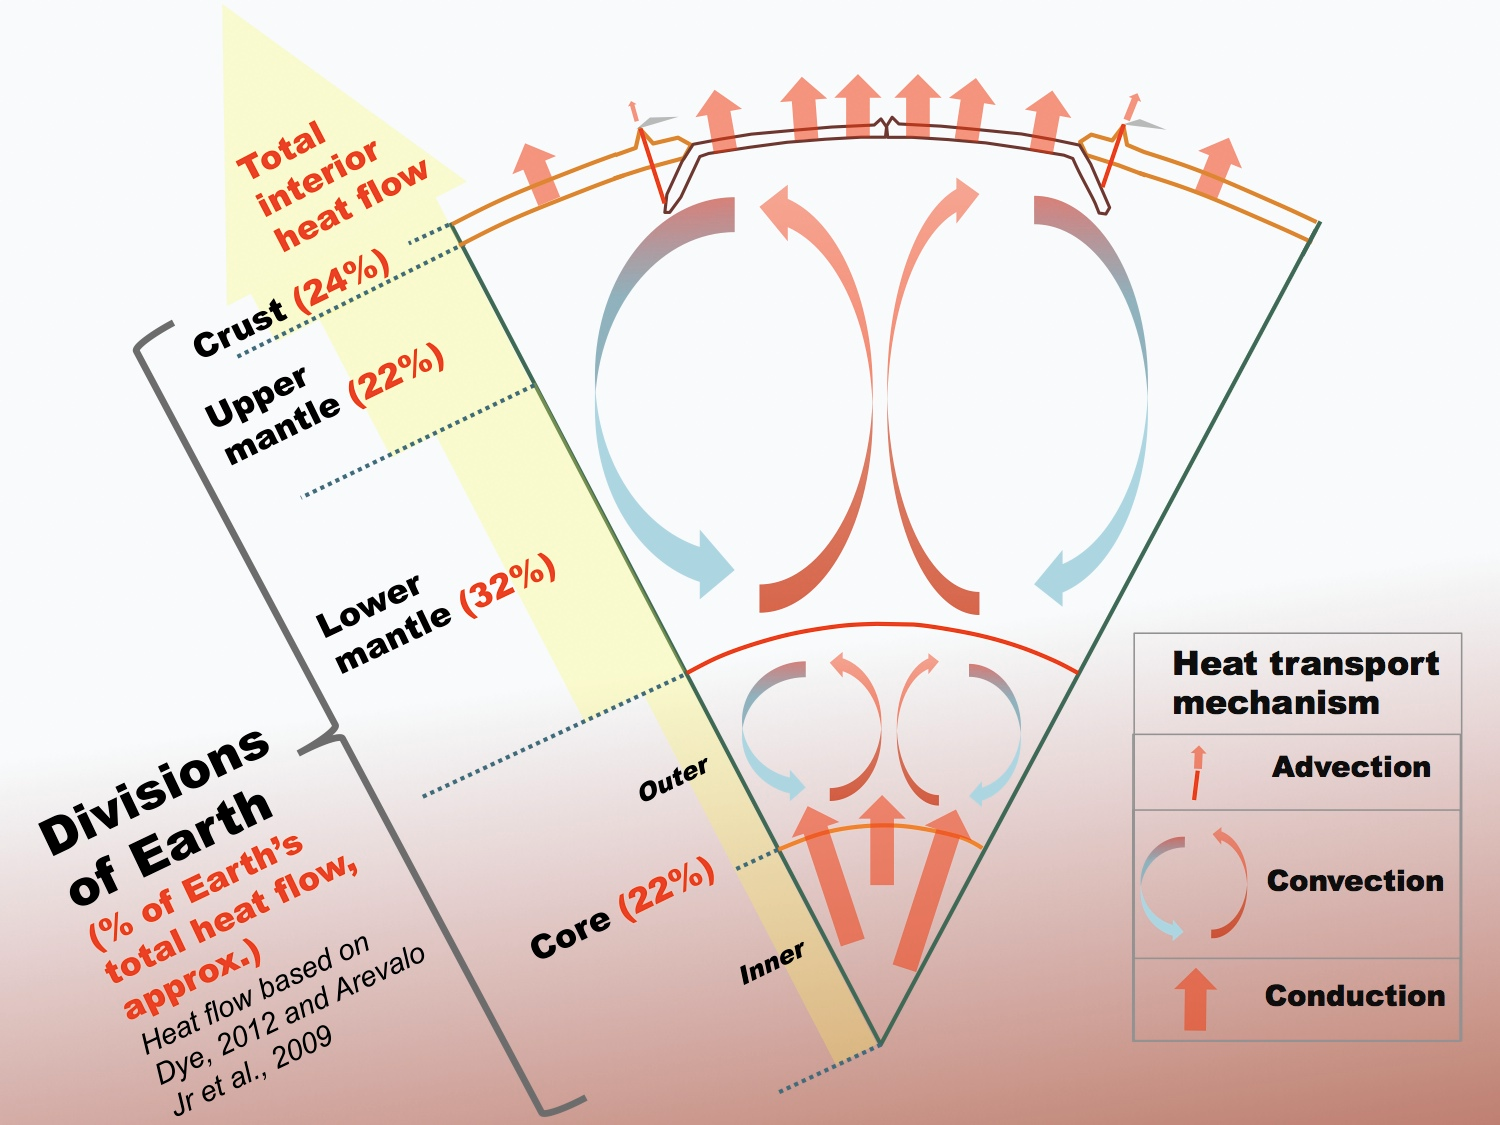 Total
interior
heat flow
Crust (24%)
Upper
mantle (22%)
Lower
mantle (32%)
Outer
Core (22%)
Inner
Divisions
of Earth
(% of Earth's
total heat flow,
approx.)
Heat flow based on
Dye, 2012 and Arevalo
Jr et al., 2009
Heat transport
mechanism
Advection
Convection
Conduction